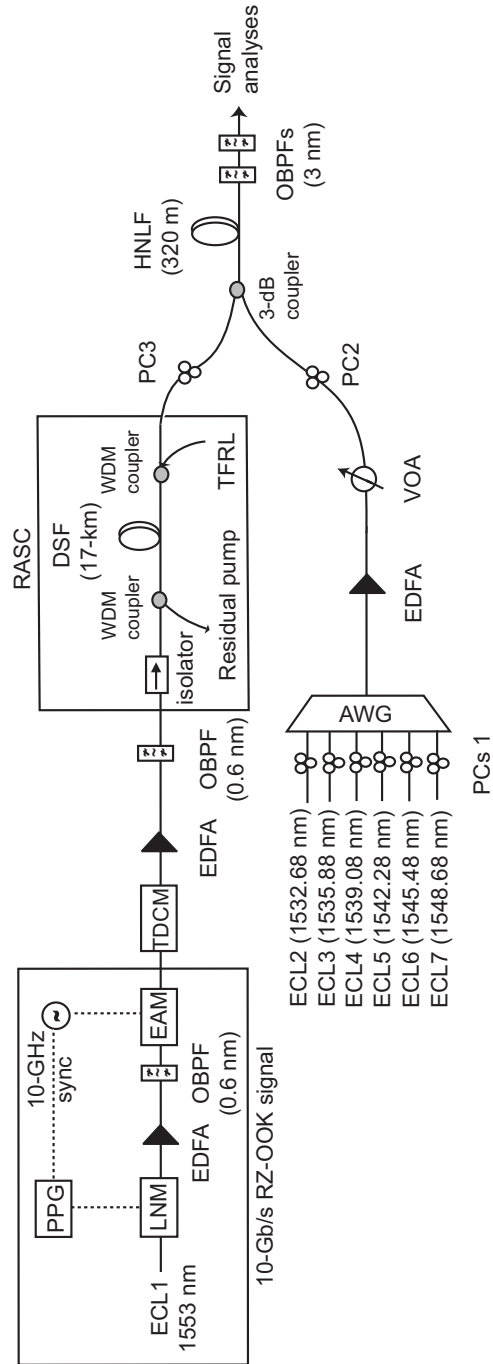 PPG
10-GHz
sync
~
LNM
EAM
ECL1
1553 nm
EDFA
OBPF
(0.6 nm)
10-Gb/s RZ-OOK signal
TDCM
EDFA
OBPF
(0.6 nm)
RASC
isolator
WDM
coupler
Residual pump
DSF
(17-km)
WDM
coupler
TFRL
PC3
3-dB
coupler
HNLF
(320 m)
OBPFs
(3 nm)
Signal
analyses
ECL2 (1532.68 nm)
ECL3 (1535.88 nm)
ECL4 (1539.08 nm)
ECL5 (1542.28 nm)
ECL6 (1545.48 nm)
ECL7 (1548.68 nm)
PCs 1
AWG
EDFA
VOA
PC2